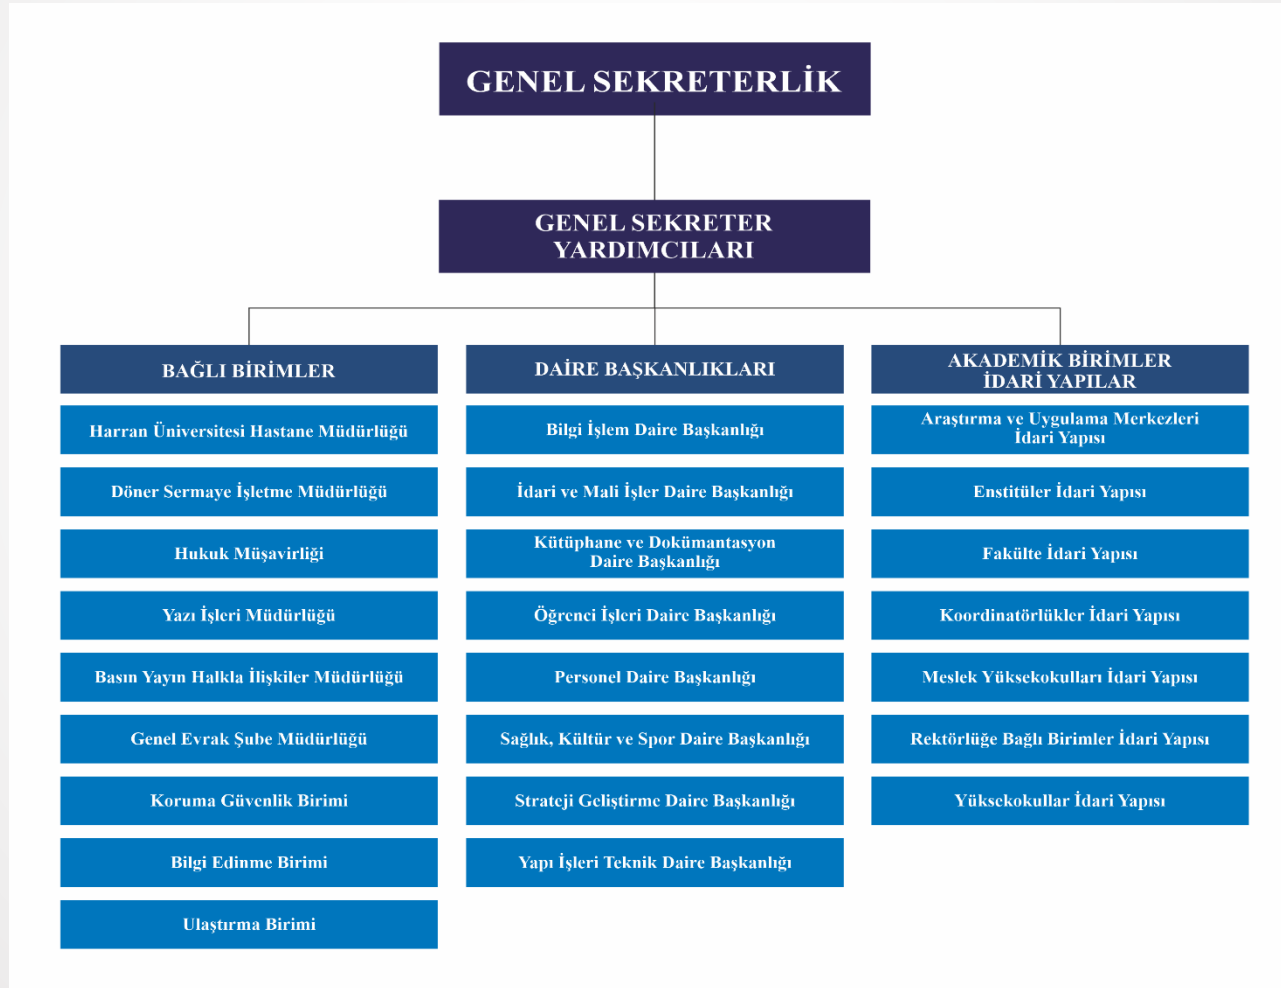 GENEL SEKRETERLİK
GENEL SEKRETER
YARDIMCILARI
BAĞLI BİRİMLER
Harran Üniversitesi Hastane Müdürlüğü
Döner Sermaye İşletme Müdürlüğü
Hukuk Müşavirliği
Yazı İşleri Müdürlüğü
Basın Yayın Halkla İlişkiler Müdürlüğü
Genel Evrak Şube Müdürlüğü
Koruma Güvenlik Birimi
Bilgi Edinme Birimi
Ulaştırma Birimi
DAİRE BAŞKANLIKLARI
Bilgi İşlem Daire Başkanlığı
İdari ve Mali İşler Daire Başkanlığı
Kütüphane ve Dokümantasyon
Daire Başkanlığı
Öğrenci İşleri Daire Başkanlığı
Personel Daire Başkanlığı
Sağlık, Kültür ve Spor Daire Başkanlığı
Strateji Geliştirme Daire Başkanlığı
Yapı İşleri Teknik Daire Başkanlığı
AKADEMİK BİRİMLER
İDARİ YAPILAR
Araştırma ve Uygulama Merkezleri
İdari Yapısı
Enstitüler İdari Yapısı
Fakülte İdari Yapısı
Koordinatörlükler İdari Yapısı
Meslek Yüksekokulları İdari Yapısı
Rektörlüğe Bağlı Birimler İdari Yapısı
Yüksekokullar İdari Yapısı